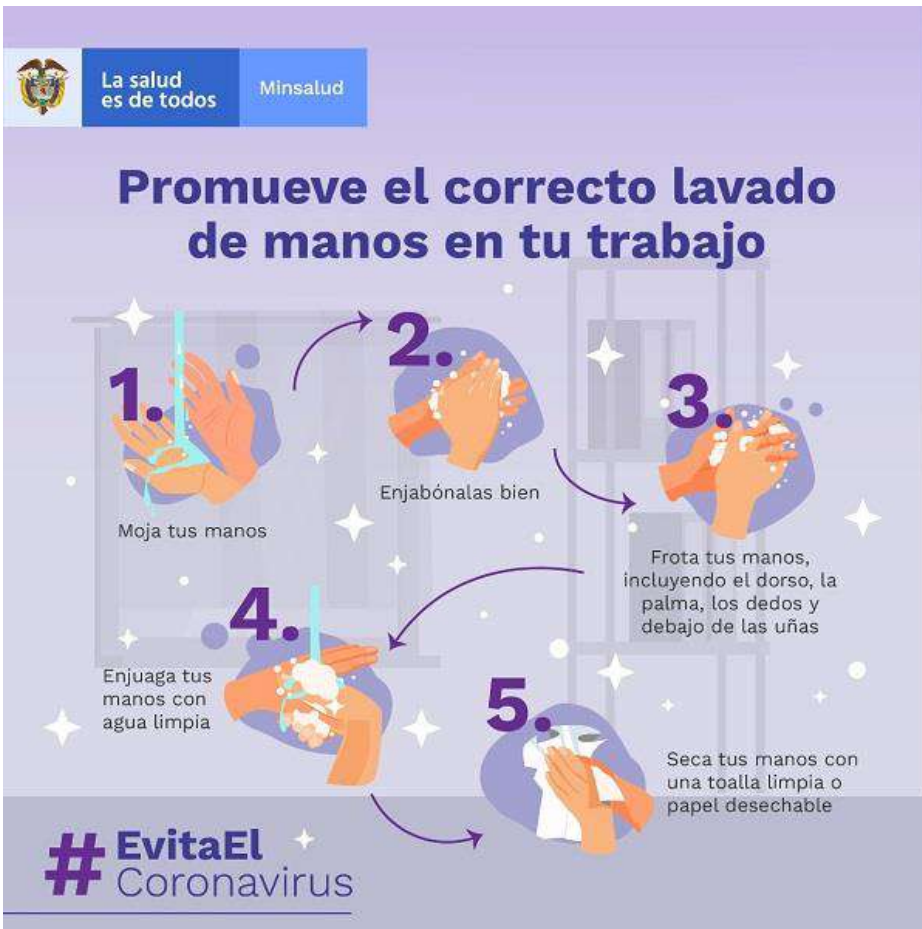 La salud
es de todos
Minsalud
Promueve el correcto lavado
de manos en tu trabajo
1.
Moja tus manos
2.
Enjabónalas bien
3.
Frota tus manos,
incluyendo el dorso, la
palma, los dedos y
debajo de las uñas
4.
Enjuaga tus
manos con
agua limpia
5.
Seca tus manos con
una toalla limpia o
papel desechable
#EvitaEl
Coronavirus